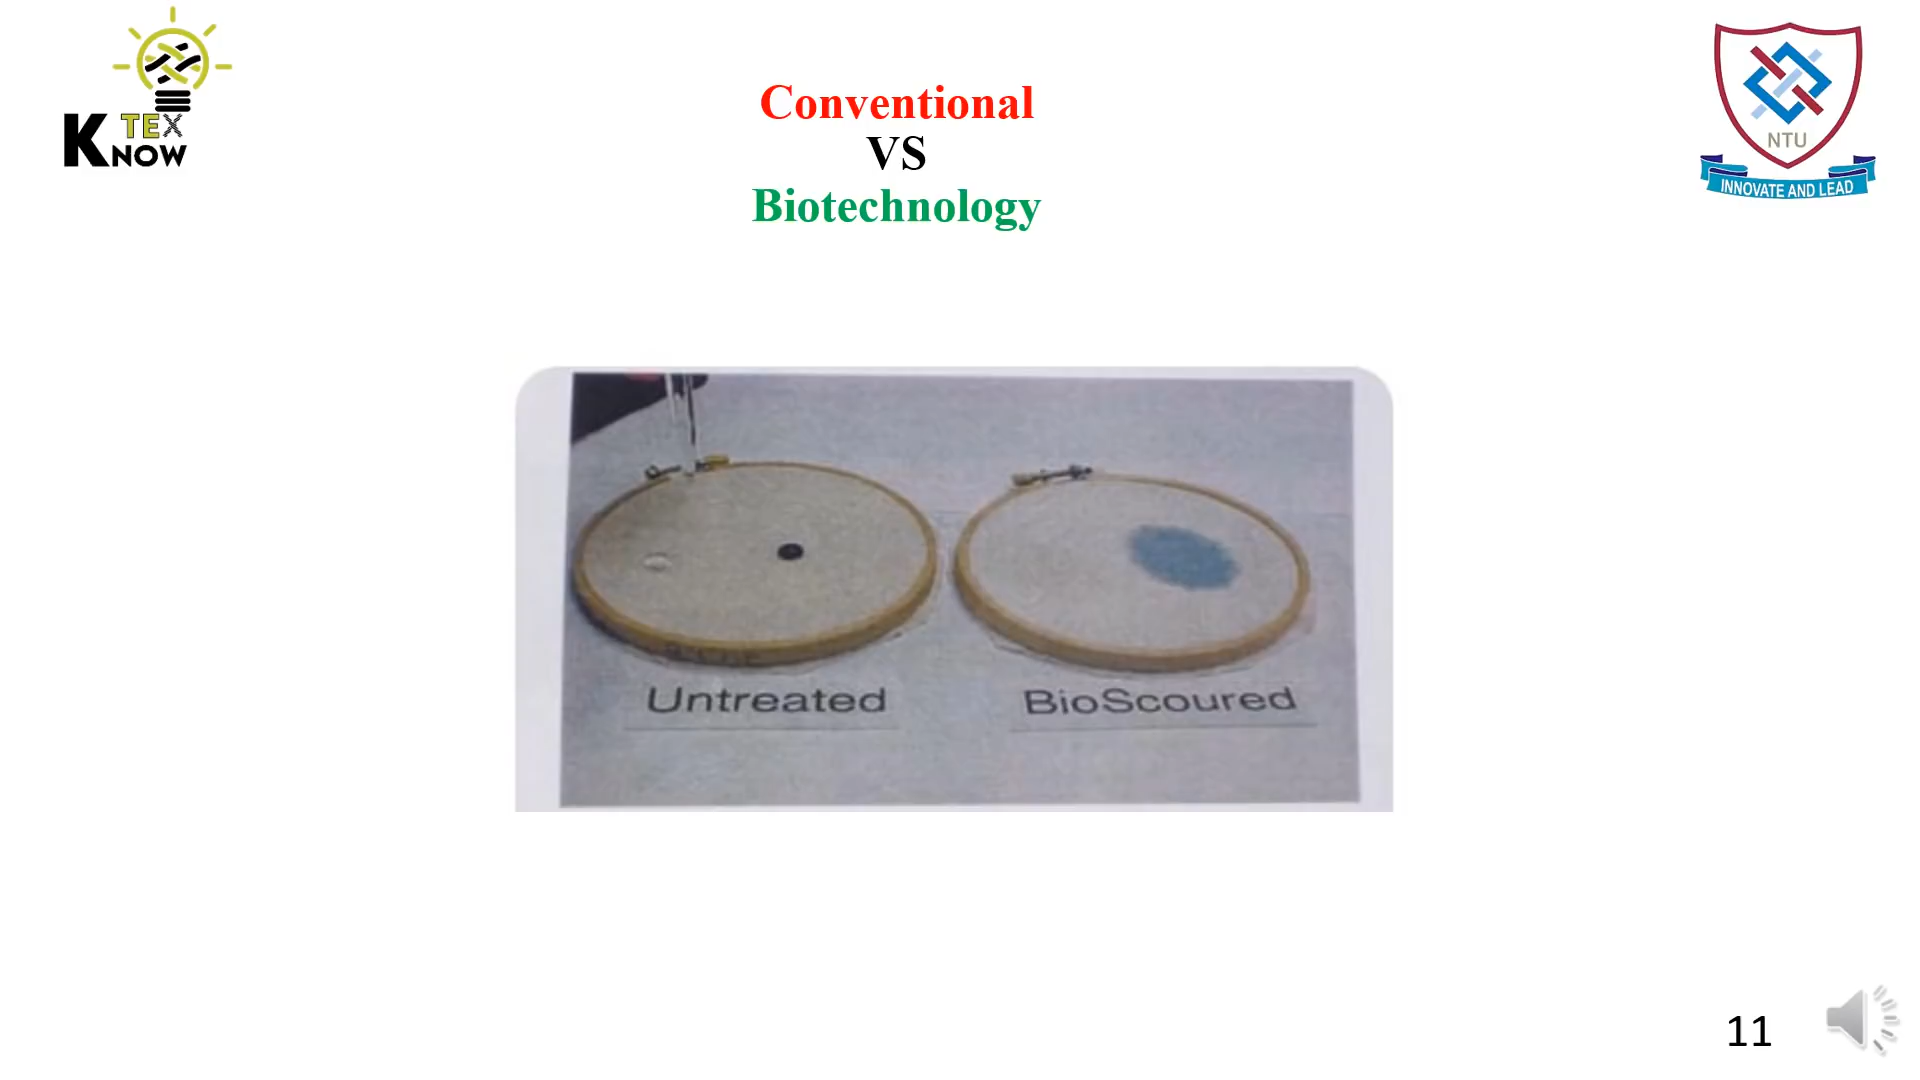 TEX
KNOW
Conventional
VS
Biotechnology
NTU
INNOVATE AND LEAD
Untreated
BioScoured
11